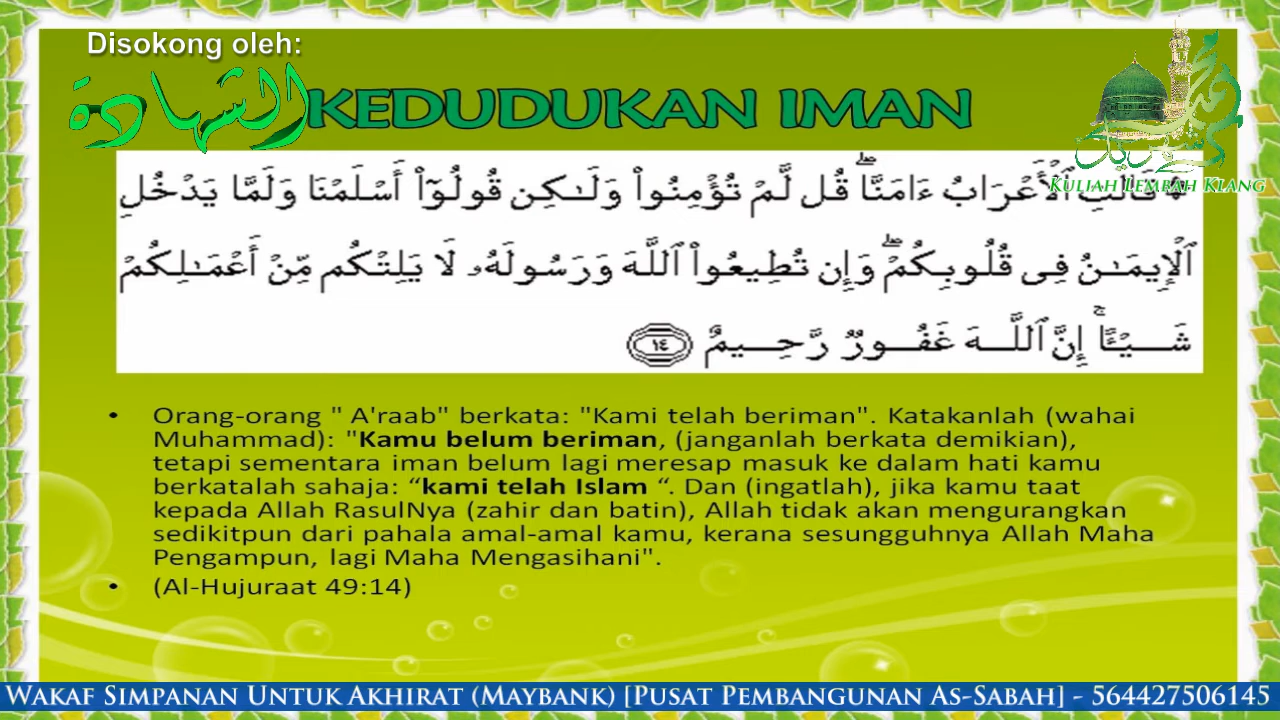 Disokong oleh:
الشهادة
KEDUDUKAN IMAN
KULIAH LEMBAH KLANG
قَالَتِ ٱلْأَعْرَابُ ءَامَنَّا ۖ قُل لَّمْ تُؤْمِنُوا۟ وَلَـٰكِن قُولُوٓا۟ أَسْلَمْنَا وَلَمَّا يَدْخُلِ
ٱلْإِيمَـٰنُ فِى قُلُوبِكُمْ ۖ وَإِن تُطِيعُوا۟ ٱللَّهَ وَرَسُولَهُۥ لَا يَلِتْكُم مِّنْ أَعْمَـٰلِكُمْ
شَيْـًٔا ۚ إِنَّ ٱللَّهَ غَفُورٌ رَّحِيمٌ ١٤
• Orang-orang " A'raab" berkata: "Kami telah beriman". Katakanlah (wahai
Muhammad): "Kamu belum beriman, (janganlah berkata demikian),
tetapi sementara iman belum lagi meresap masuk ke dalam hati kamu
berkatalah sahaja: “kami telah Islam “. Dan (ingatlah), jika kamu taat
kepada Allah RasulNya (zahir dan batin), Allah tidak akan mengurangkan
sedikitpun dari pahala amal-amal kamu, kerana sesungguhnya Allah Maha
Pengampun, lagi Maha Mengasihani".
• (Al-Hujuraat 49:14)
WAKAF SIMPANAN UNTUK AKHIRAT (MAYBANK) [PUSAT PEMBANGUNAN AS-SABAH] - 564427506145